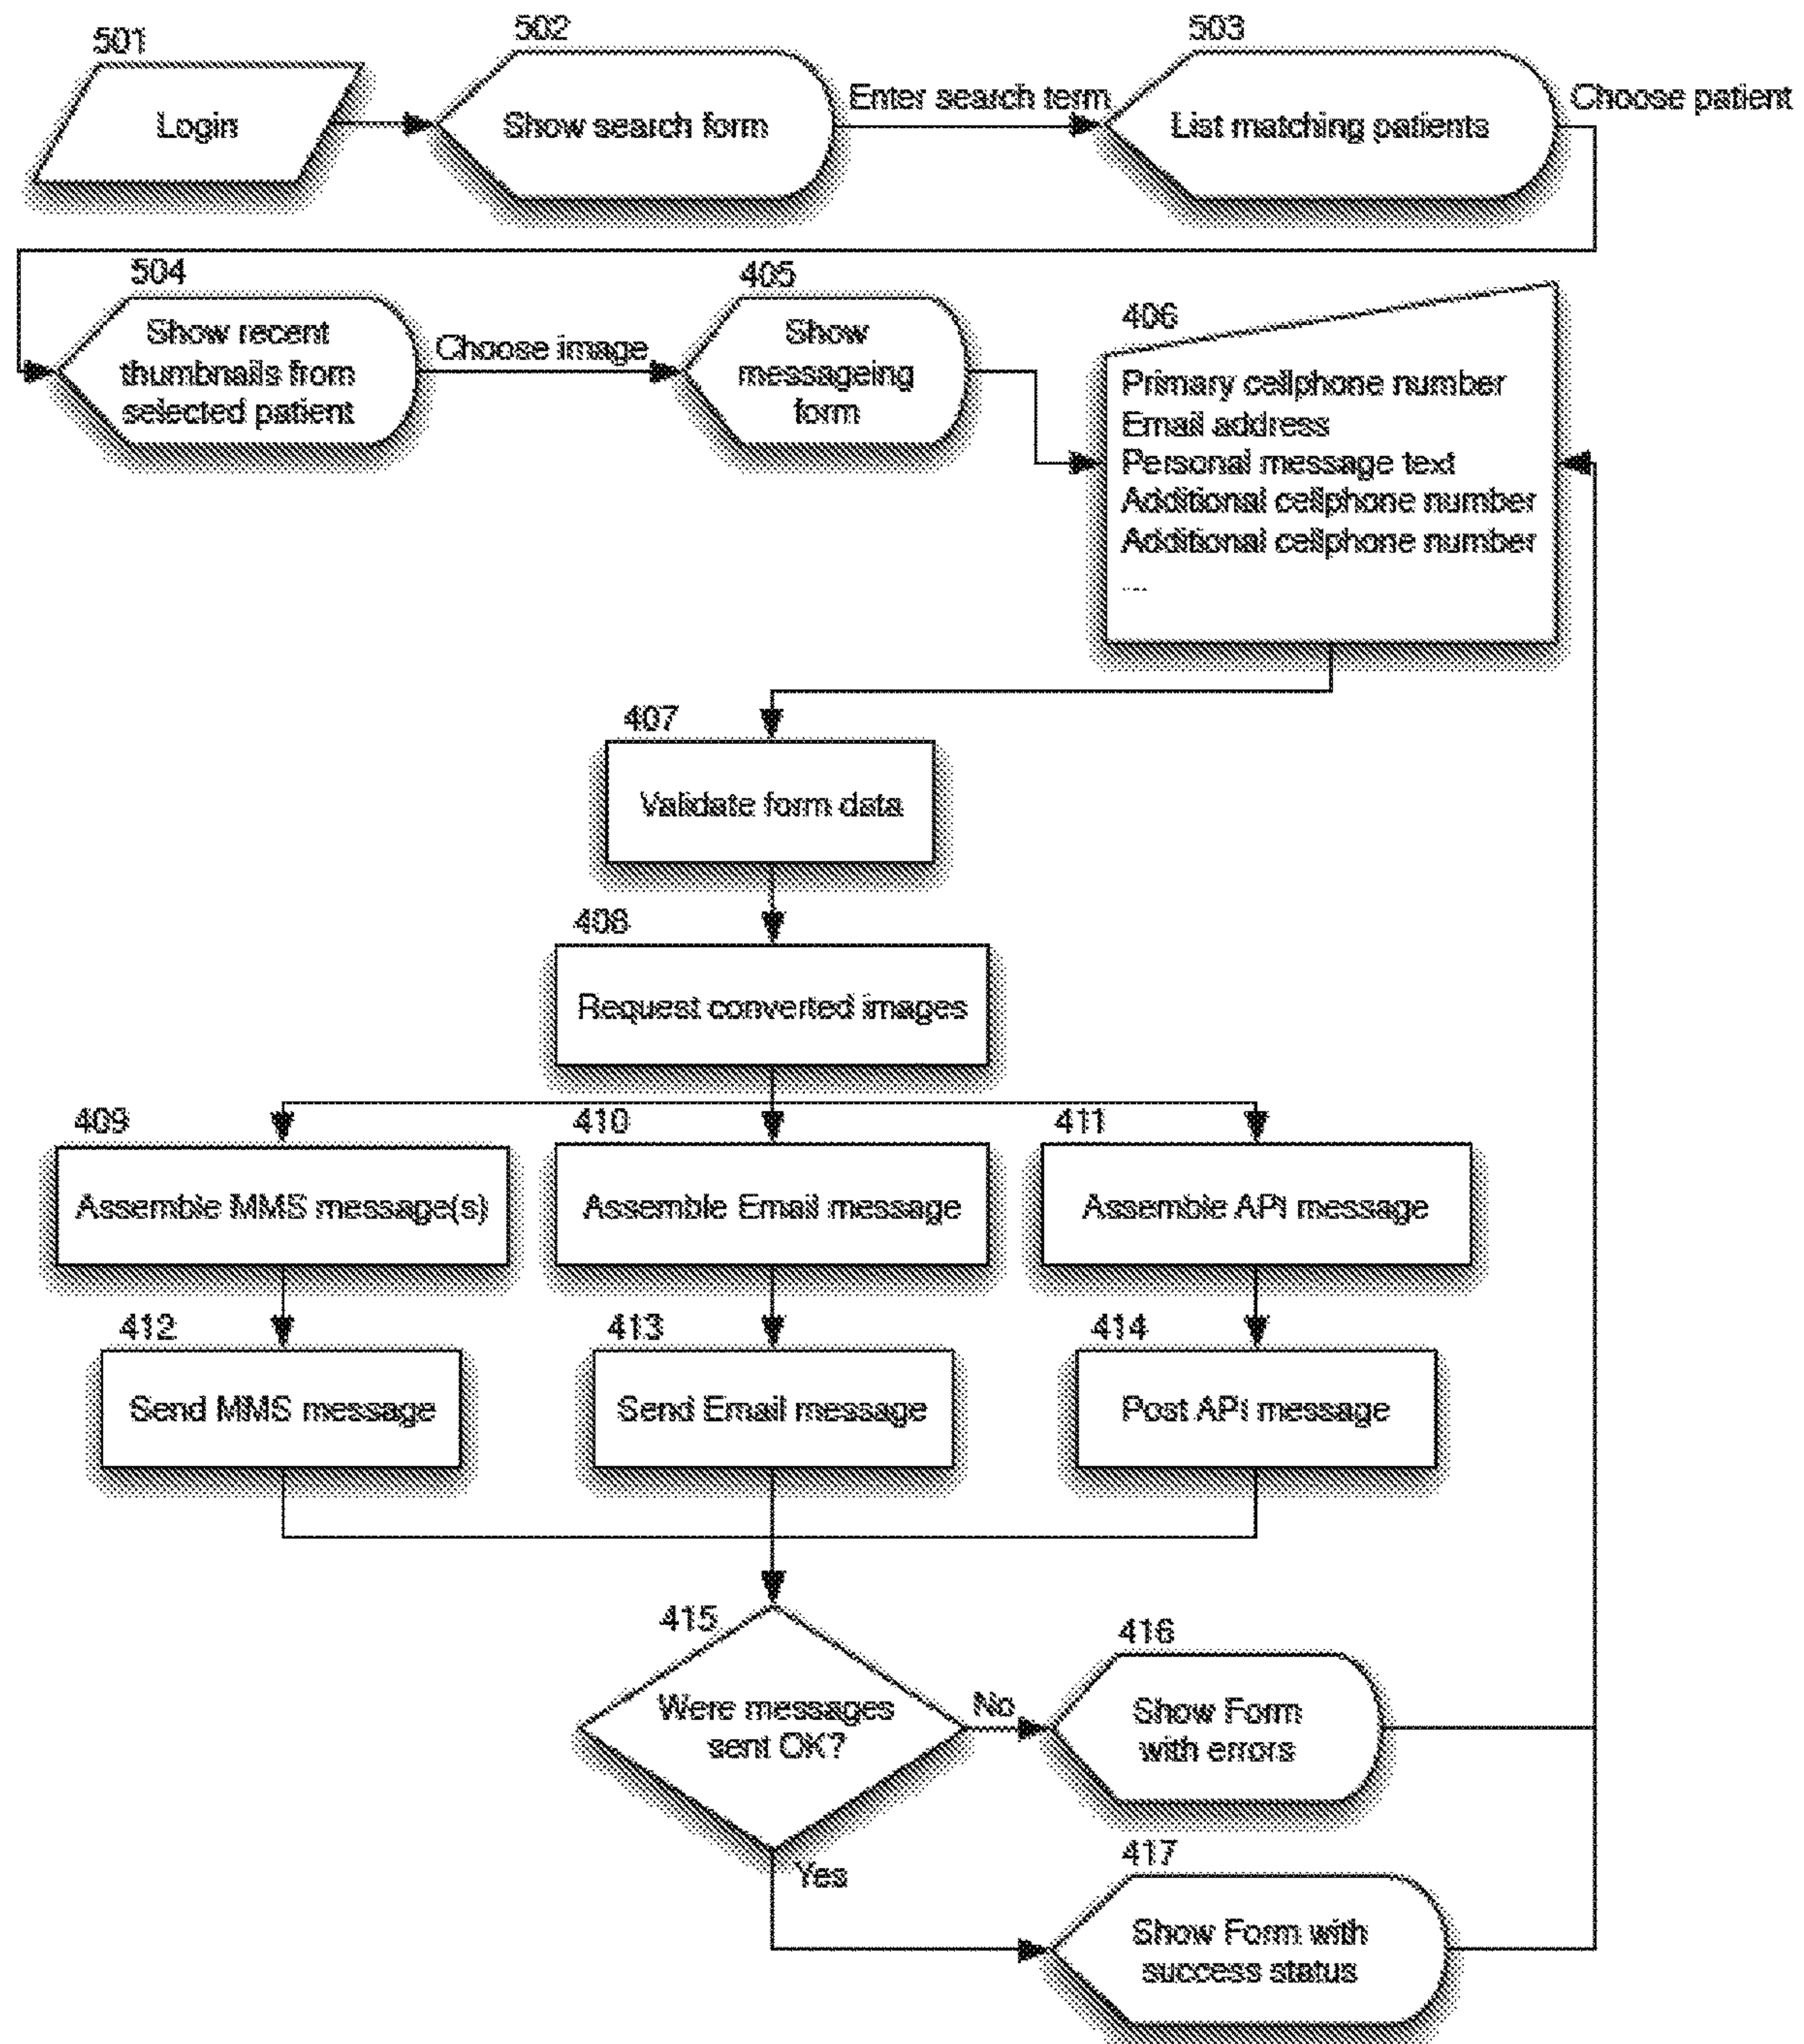 501
Login
502
Show search form
Enter search term
503
List matching patients
Choose patient
504
Show recent
thumbnails from
selected patient
Choose image
405
Show
messageing
form
406
Primary cellphone number
Email address
Personal message text
Additional cellphone number
Additional cellphone number
...
407
Validate form data
408
Request converted images
409
Assemble MMS message(s)
410
Assemble Email message
411
Assemble API message
412
Send MMS message
413
Send Email message
414
Post API message
415
Were messages
sent OK?
No
416
Show Form
with errors
Yes
417
Show Form with
success status